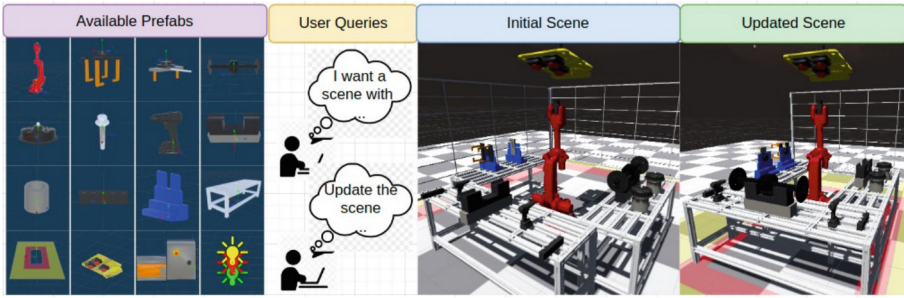 Available Prefabs
User Queries
Initial Scene
Updated Scene
I want a
scene with
...
Update the
scene
...